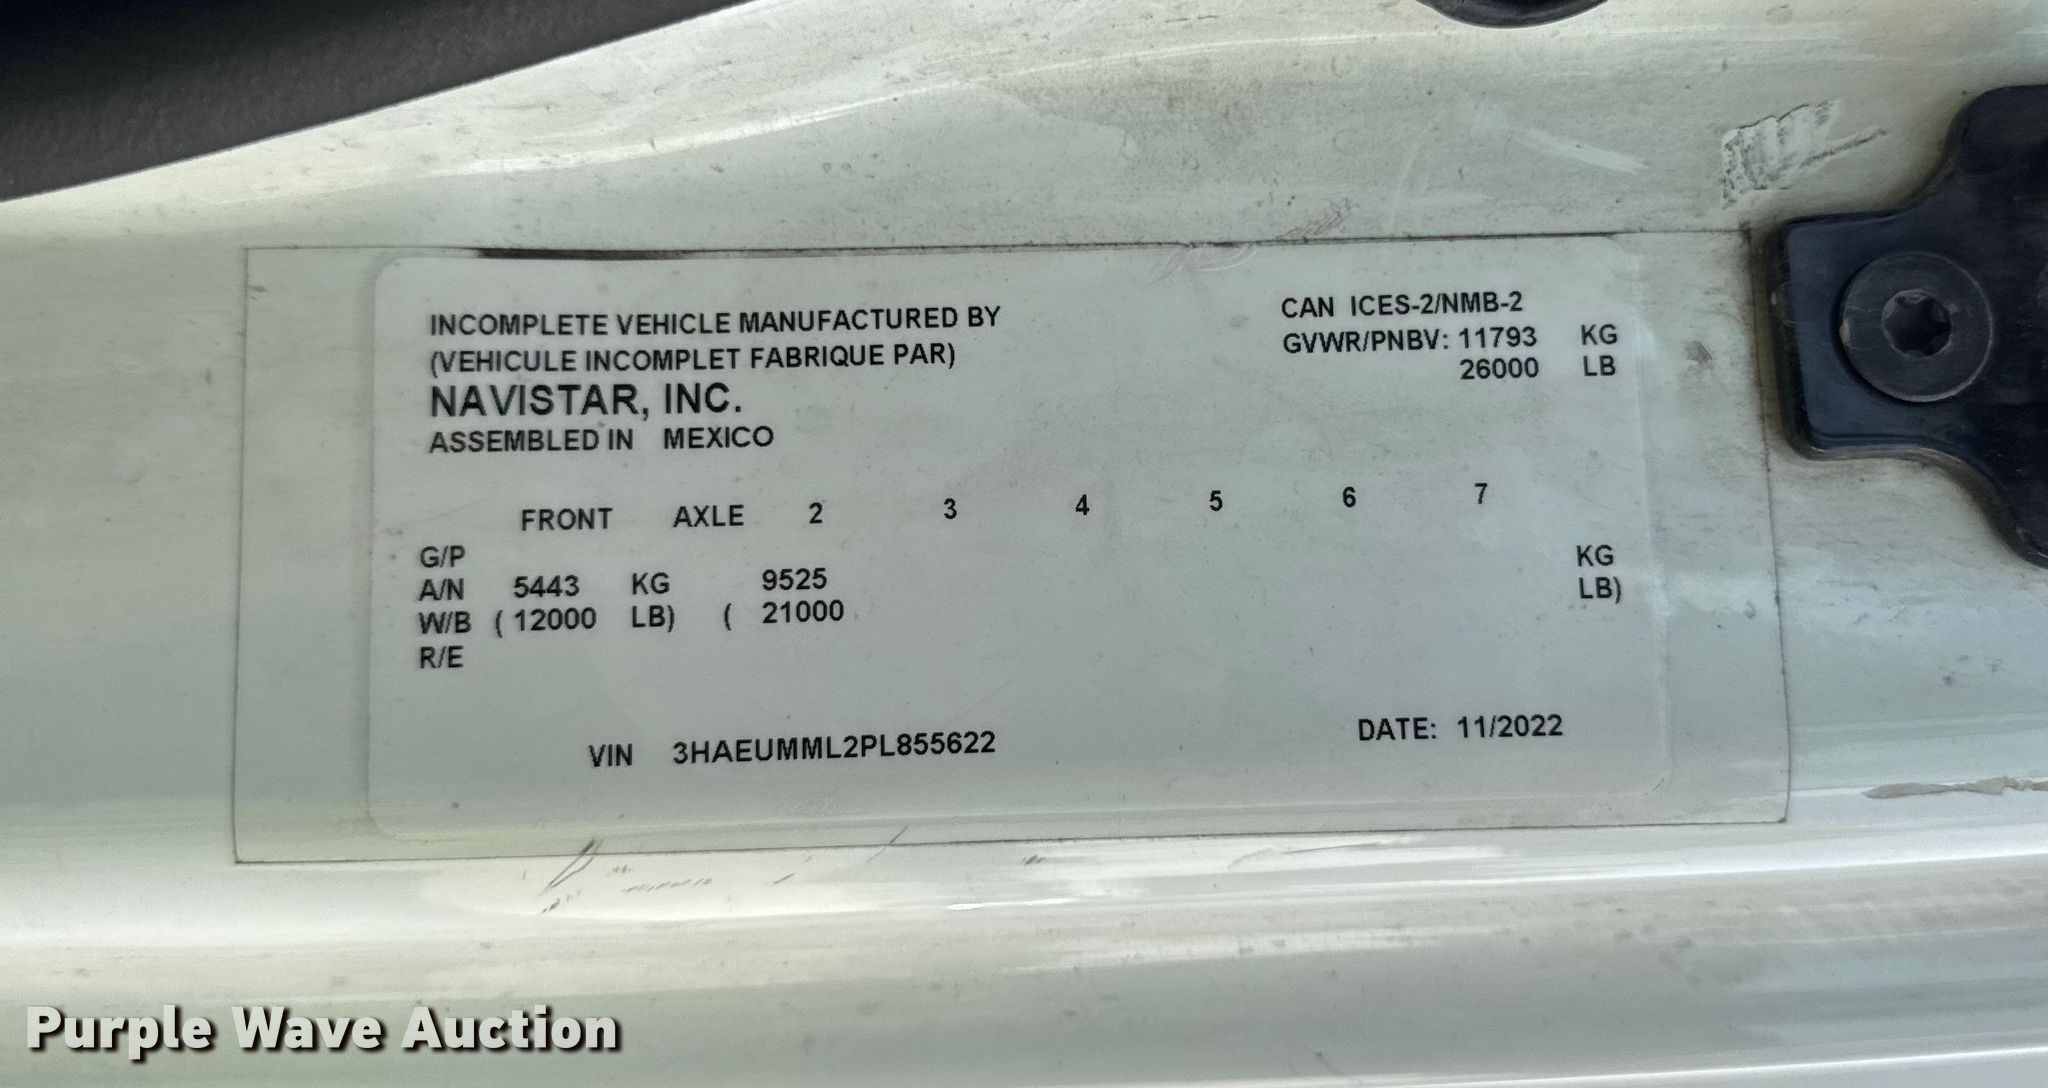 INCOMPLETE VEHICLE MANUFACTURED BY
(VEHICULE INCOMPLET FABRIQUE PAR)
NAVISTAR, INC.
ASSEMBLED IN MEXICO
CAN ICES-2/NMB-2
GVWR/PNBV: 11793 KG
26000 LB
FRONT AXLE 2 3 4 5 6 7
G/P
A/N 5443 KG 9525 KG
W/B ( 12000 LB) ( 21000 LB)
R/E
VIN 3HAEUMML2PL855622
DATE: 11/2022
Purple Wave Auction